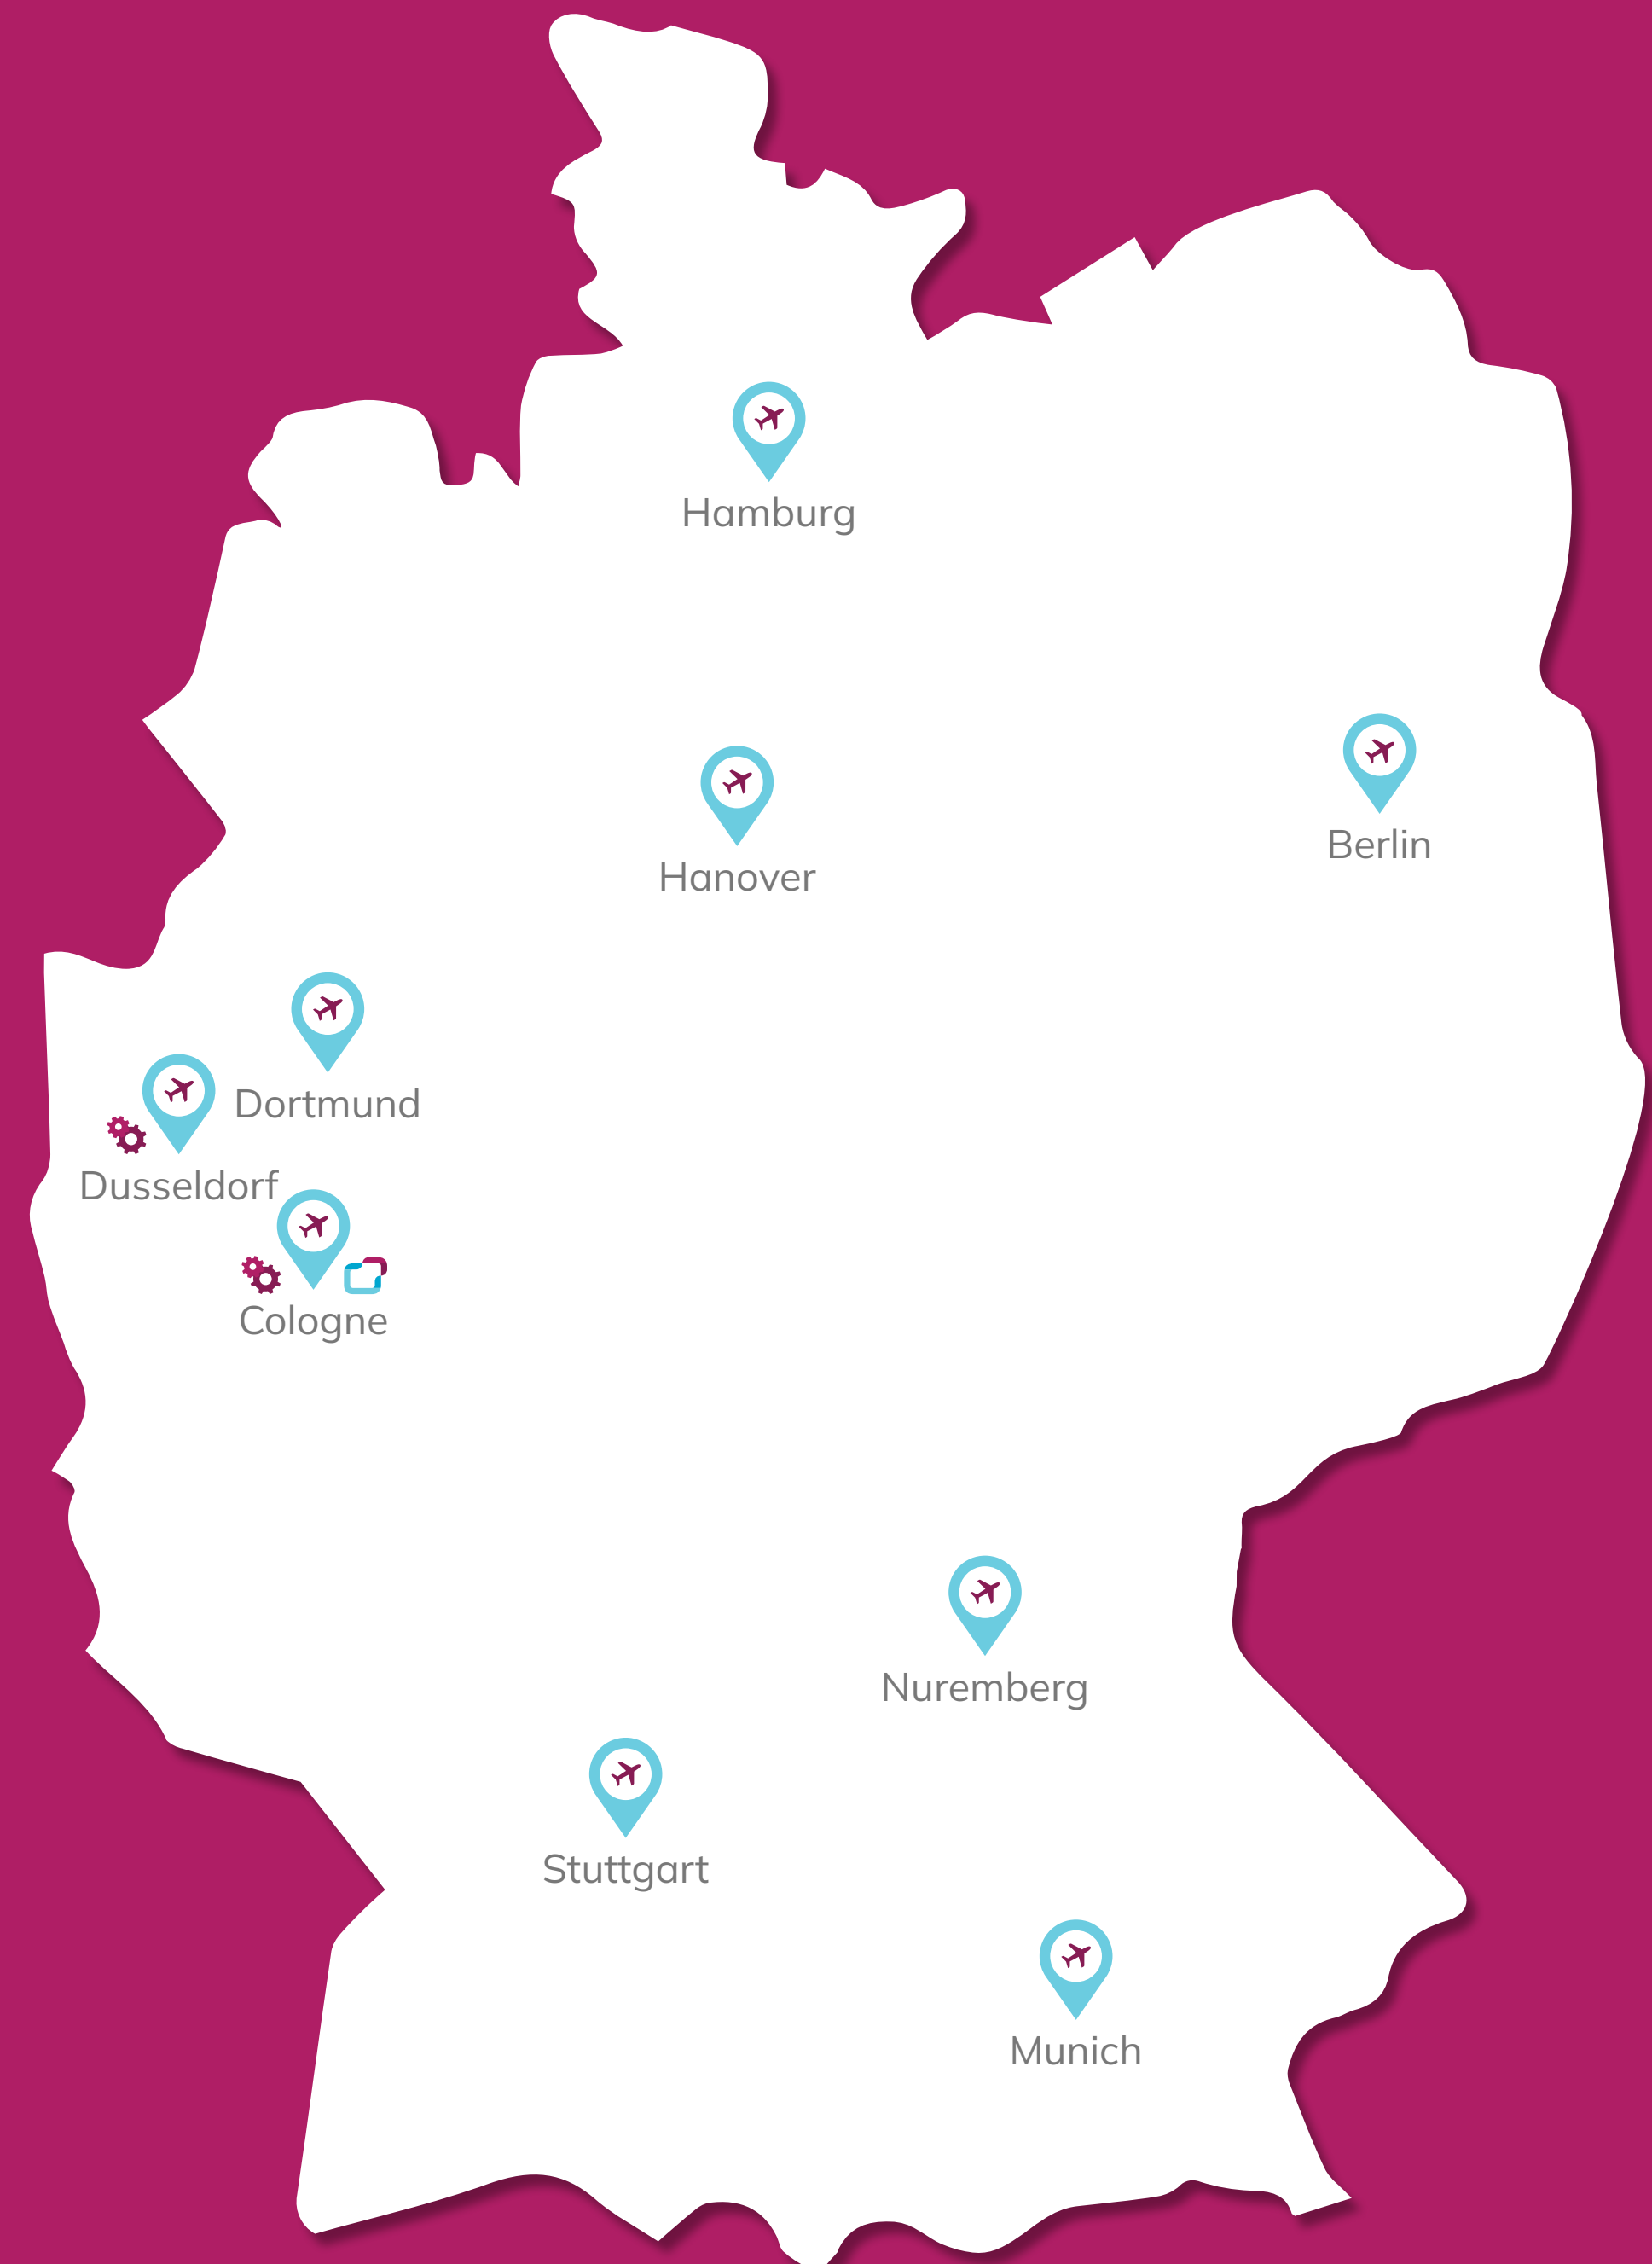 Hamburg
Berlin
Hanover
Dortmund
Dusseldorf
Cologne
Nuremberg
Stuttgart
Munich